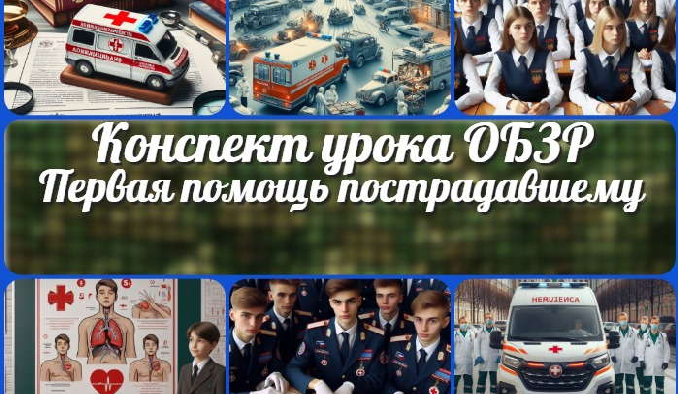 Конспект урока ОБЗР
Первая помощь пострадавшему